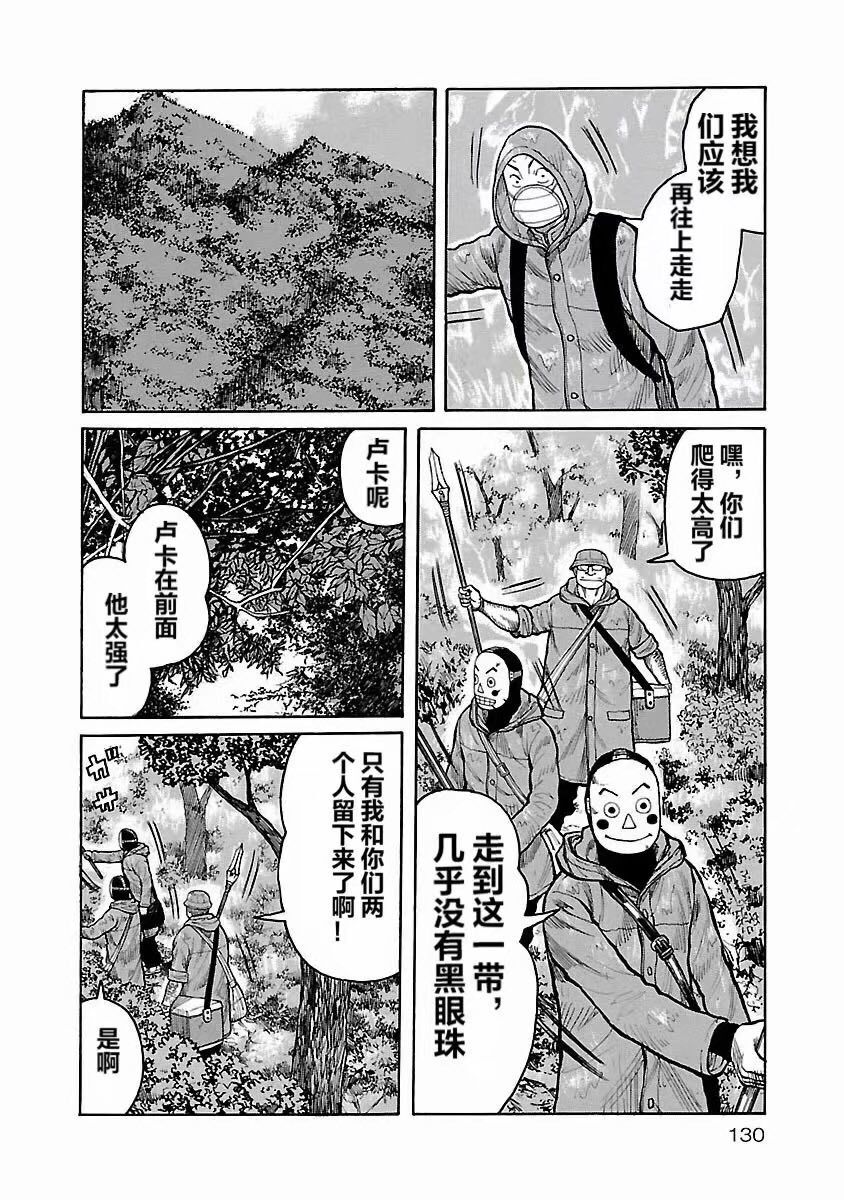 我想我
们应该
再往上走走
嘿，你们
爬得太高了
走到这一带，
几乎没有黑眼珠
卢卡呢
卢卡在前面
他太强了
只有我和你们两
个人留下来了啊！
ガサ
是啊
130